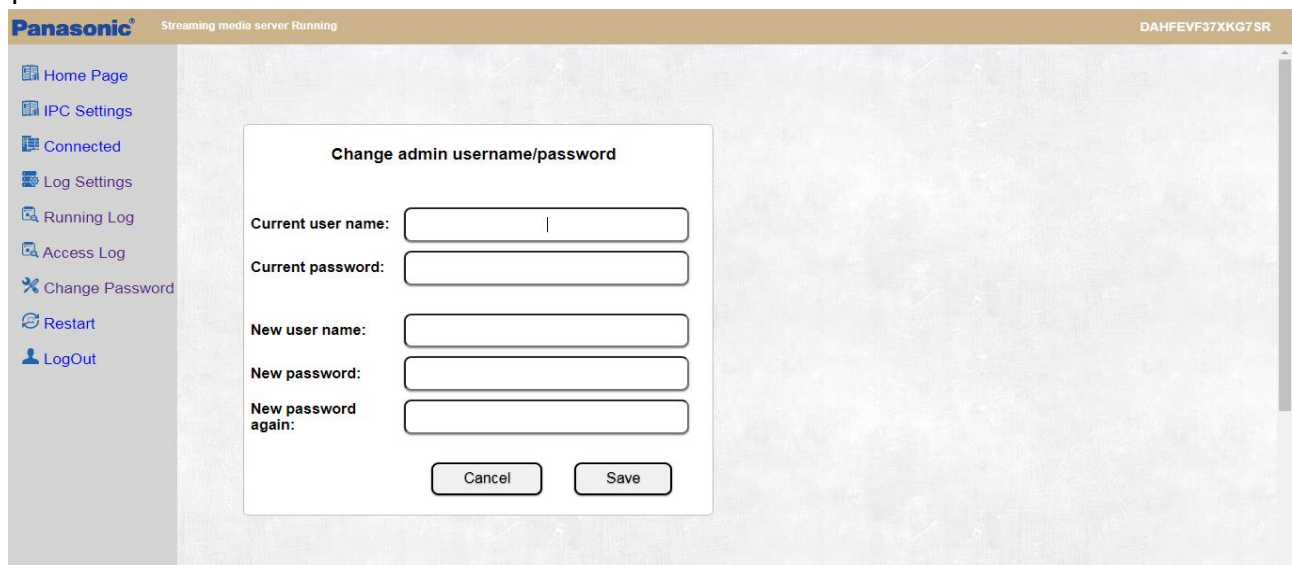 Panasonic® Streaming media server Running DAHFEVF37XKG7SR
Home Page
IPC Settings
Connected
Log Settings
Running Log
Access Log
Change Password
Restart
LogOut
Change admin username/password
Current user name:
Current password:
New user name:
New password:
New password
again:
Cancel Save